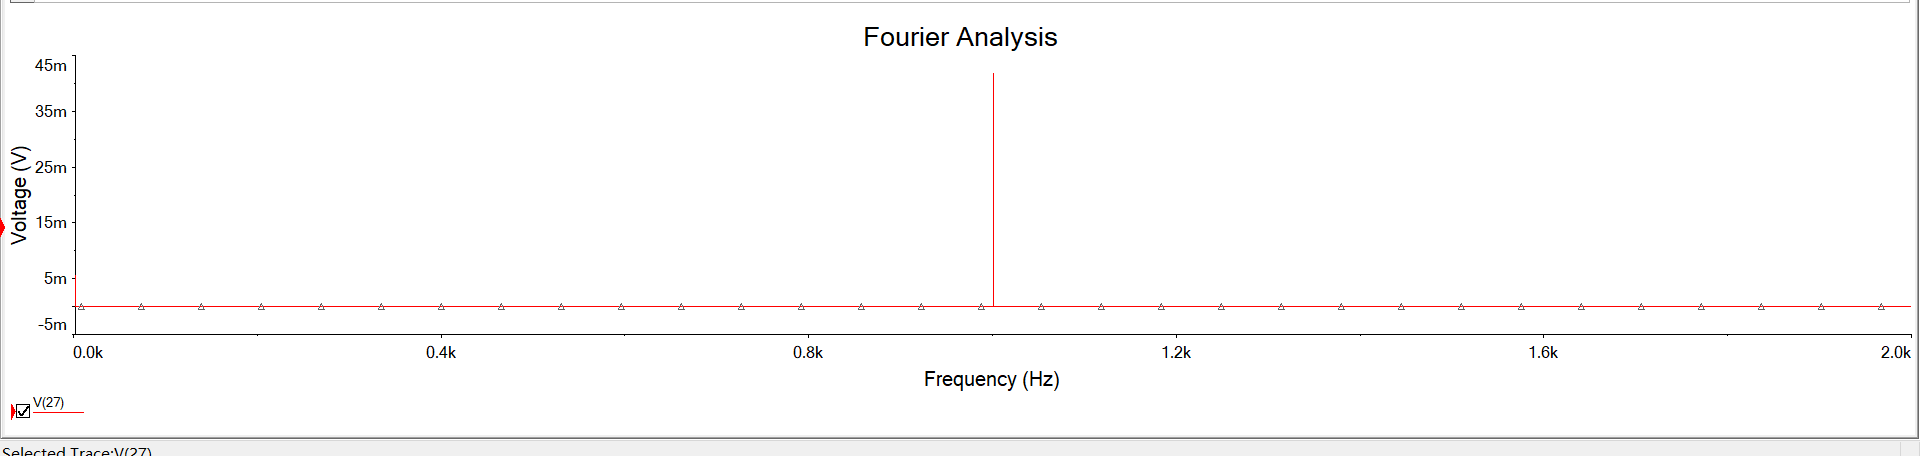 Fourier Analysis
45m
35m
25m
15m
5m
-5m
Voltage (V)
0.0k 0.4k 0.8k 1.2k 1.6k 2.0k
Frequency (Hz)
V(27)
Selected Trace:V(27)